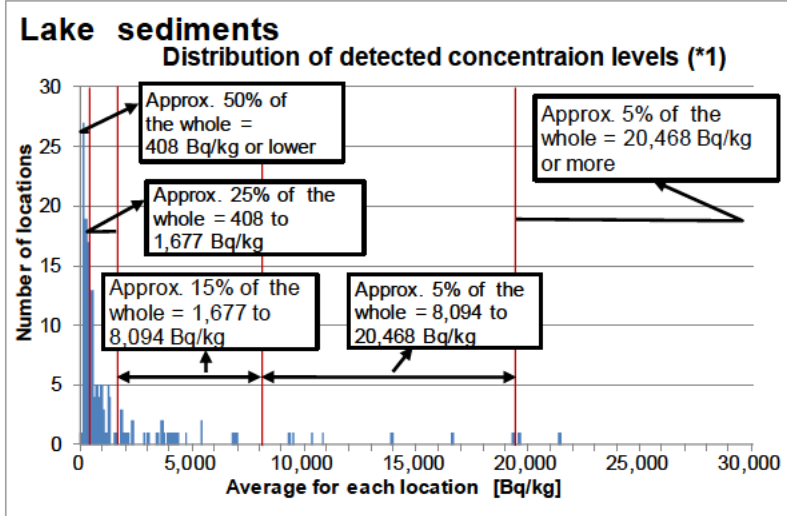 Lake sediments
Distribution of detected concentraion levels (*1)
30
25
20
15
10
5
0
Number of locations
Approx. 50% of
the whole =
408 Bq/kg or lower
Approx. 5% of the
whole = 20,468 Bq/kg
or more
Approx. 25% of the
whole = 408 to
1,677 Bq/kg
Approx. 15% of the
whole = 1,677 to
8,094 Bq/kg
Approx. 5% of the
whole = 8,094 to
20,468 Bq/kg
0 5,000 10,000 15,000 20,000 25,000 30,000
Average for each location [Bq/kg]